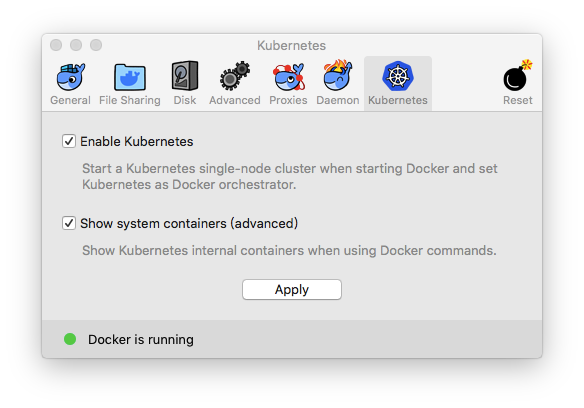 Kubernetes
General
File Sharing
Disk
Advanced
Proxies
Daemon
Kubernetes
Reset
Enable Kubernetes
Start a Kubernetes single-node cluster when starting Docker and set
Kubernetes as Docker orchestrator.
Show system containers (advanced)
Show Kubernetes internal containers when using Docker commands.
Apply
Docker is running